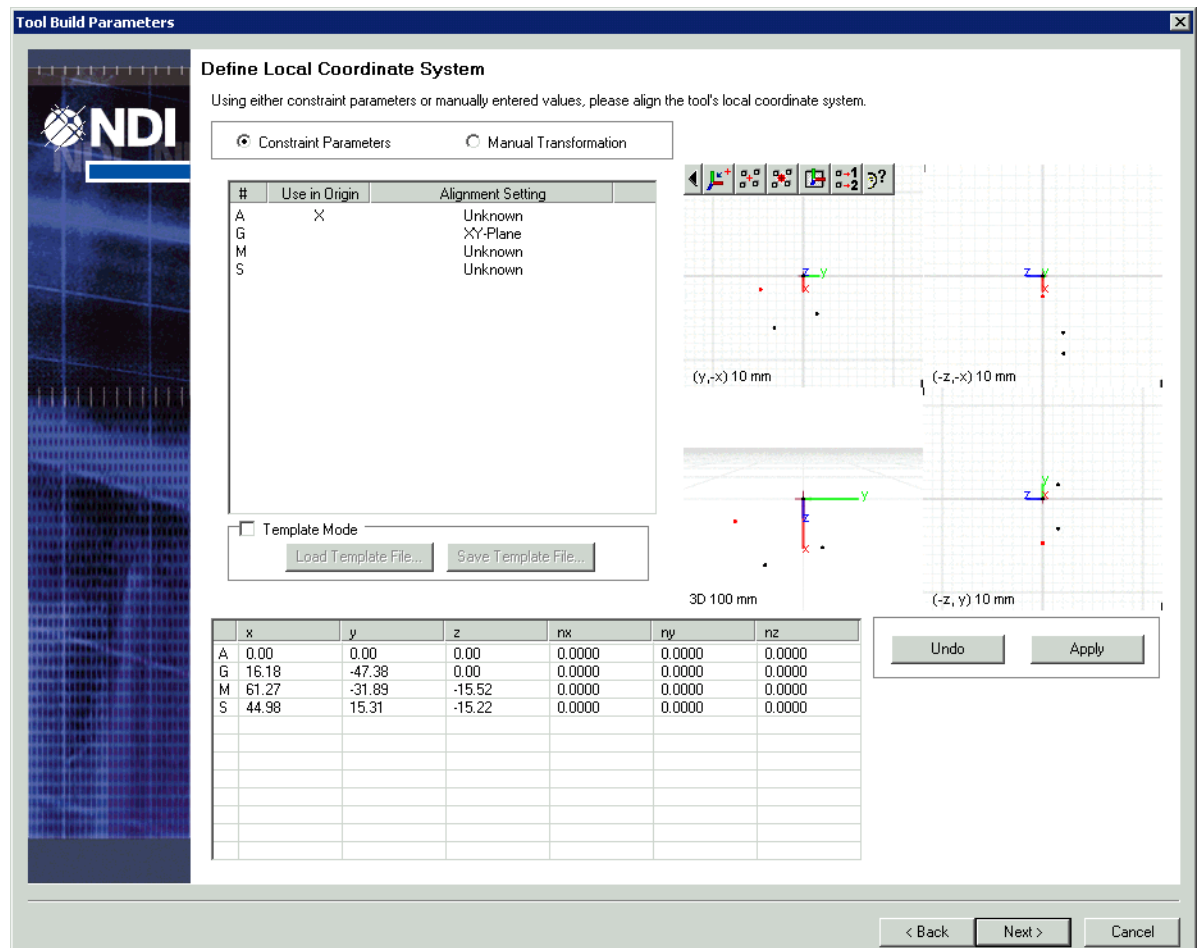 Tool Build Parameters
NDI
Define Local Coordinate System
Using either constraint parameters or manually entered values, please align the tool's local coordinate system.
Constraint Parameters Manual Transformation
# Use in Origin Alignment Setting
A X Unknown
G XY-Plane
M Unknown
S Unknown
Template Mode
Load Template File... Save Template File...
z y x
(y,-x) 10 mm
z y x
(-z,-x) 10 mm
y z x
3D 100 mm
y z x
(-z, y) 10 mm
x y z nx ny nz
A 0.00 0.00 0.00 0.0000 0.0000 0.0000
G 16.18 -47.38 0.00 0.0000 0.0000 0.0000
M 61.27 -31.89 -15.52 0.0000 0.0000 0.0000
S 44.98 15.31 -15.22 0.0000 0.0000 0.0000
Undo Apply
< Back Next > Cancel